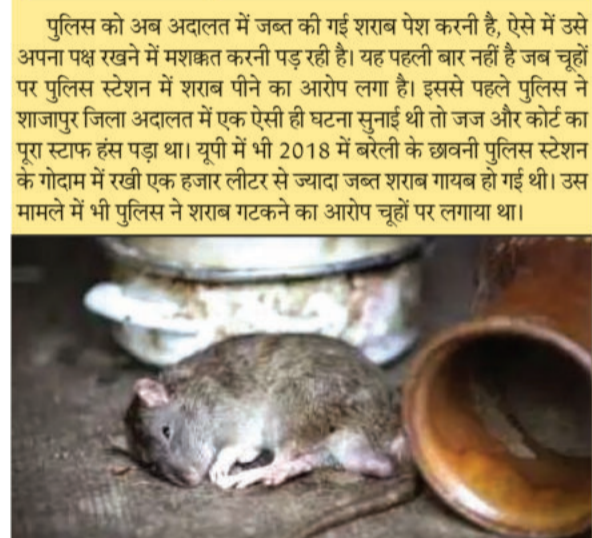 पुलिस को अब अदालत में जब्त की गई शराब पेश करनी है, ऐसे में उसे
अपना पक्ष रखने में मशक्कत करनी पड़ रही है। यह पहली बार नहीं है जब चूहों
पर पुलिस स्टेशन में शराब पीने का आरोप लगा है। इससे पहले पुलिस ने
शाजापुर जिला अदालत में एक ऐसी ही घटना सुनाई थी तो जज और कोर्ट का
पूरा स्टाफ हंस पड़ा था। यूपी में भी 2018 में बरेली के छावनी पुलिस स्टेशन
के गोदाम में रखी एक हजार लीटर से ज्यादा जब्त शराब गायब हो गई थी। उस
मामले में भी पुलिस ने शराब गटकने का आरोप चूहों पर लगाया था।